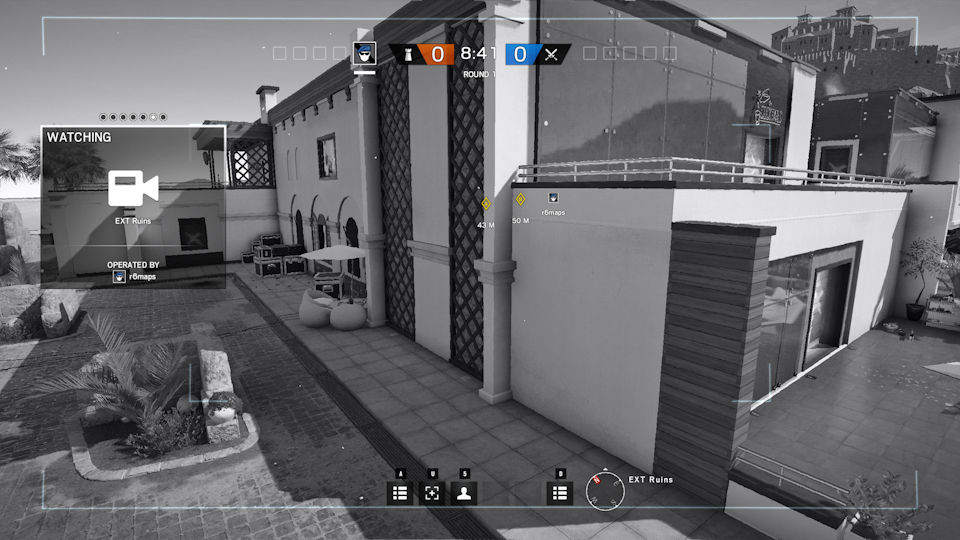 0 8:41 0
ROUND 1
WATCHING
EXT Ruins
OPERATED BY
r6maps
r6maps
43 M
50 M
A U S D
EXT Ruins